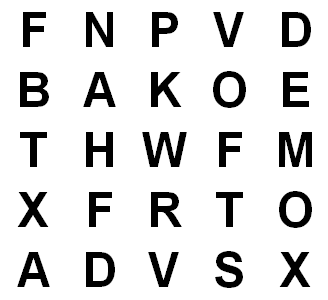 F N P V D
B A K O E
T H W F M
X F R T O
A D V S X